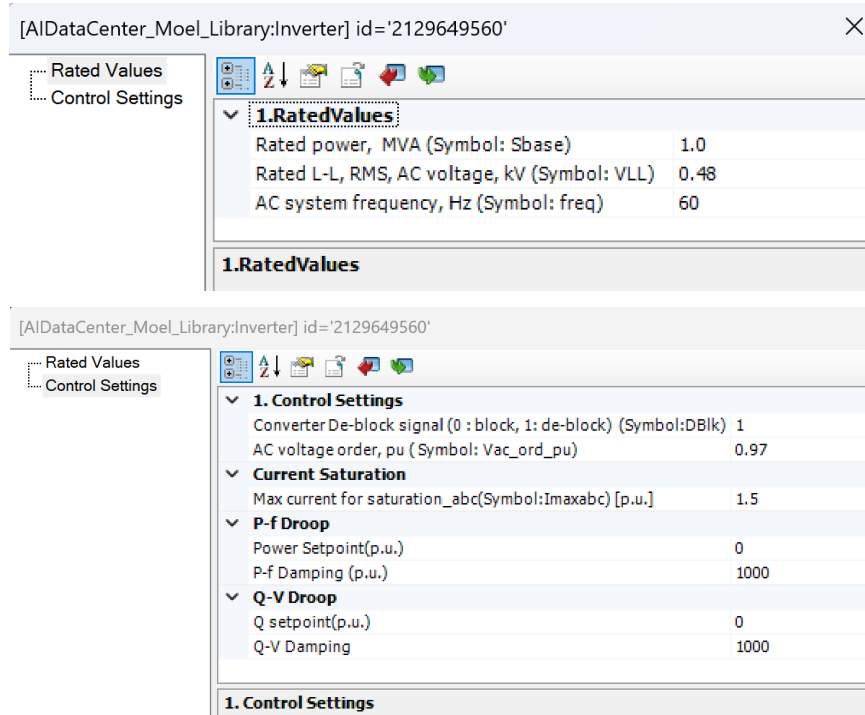 [AIDataCenter_Moel_Library:Inverter] id='2129649560'
Rated Values
Control Settings
1.RatedValues
Rated power, MVA (Symbol: Sbase) 1.0
Rated L-L, RMS, AC voltage, kV (Symbol: VLL) 0.48
AC system frequency, Hz (Symbol: freq) 60
1.RatedValues
[AIDataCenter_Moel_Library:Inverter] id='2129649560'
Rated Values
Control Settings
1. Control Settings
Converter De-block signal (0 : block, 1: de-block) (Symbol:DBlk) 1
AC voltage order, pu ( Symbol: Vac_ord_pu) 0.97
Current Saturation
Max current for saturation_abc(Symbol:Imaxabc) [p.u.] 1.5
P-f Droop
Power Setpoint(p.u.) 0
P-f Damping (p.u.) 1000
Q-V Droop
Q setpoint(p.u.) 0
Q-V Damping 1000
1. Control Settings